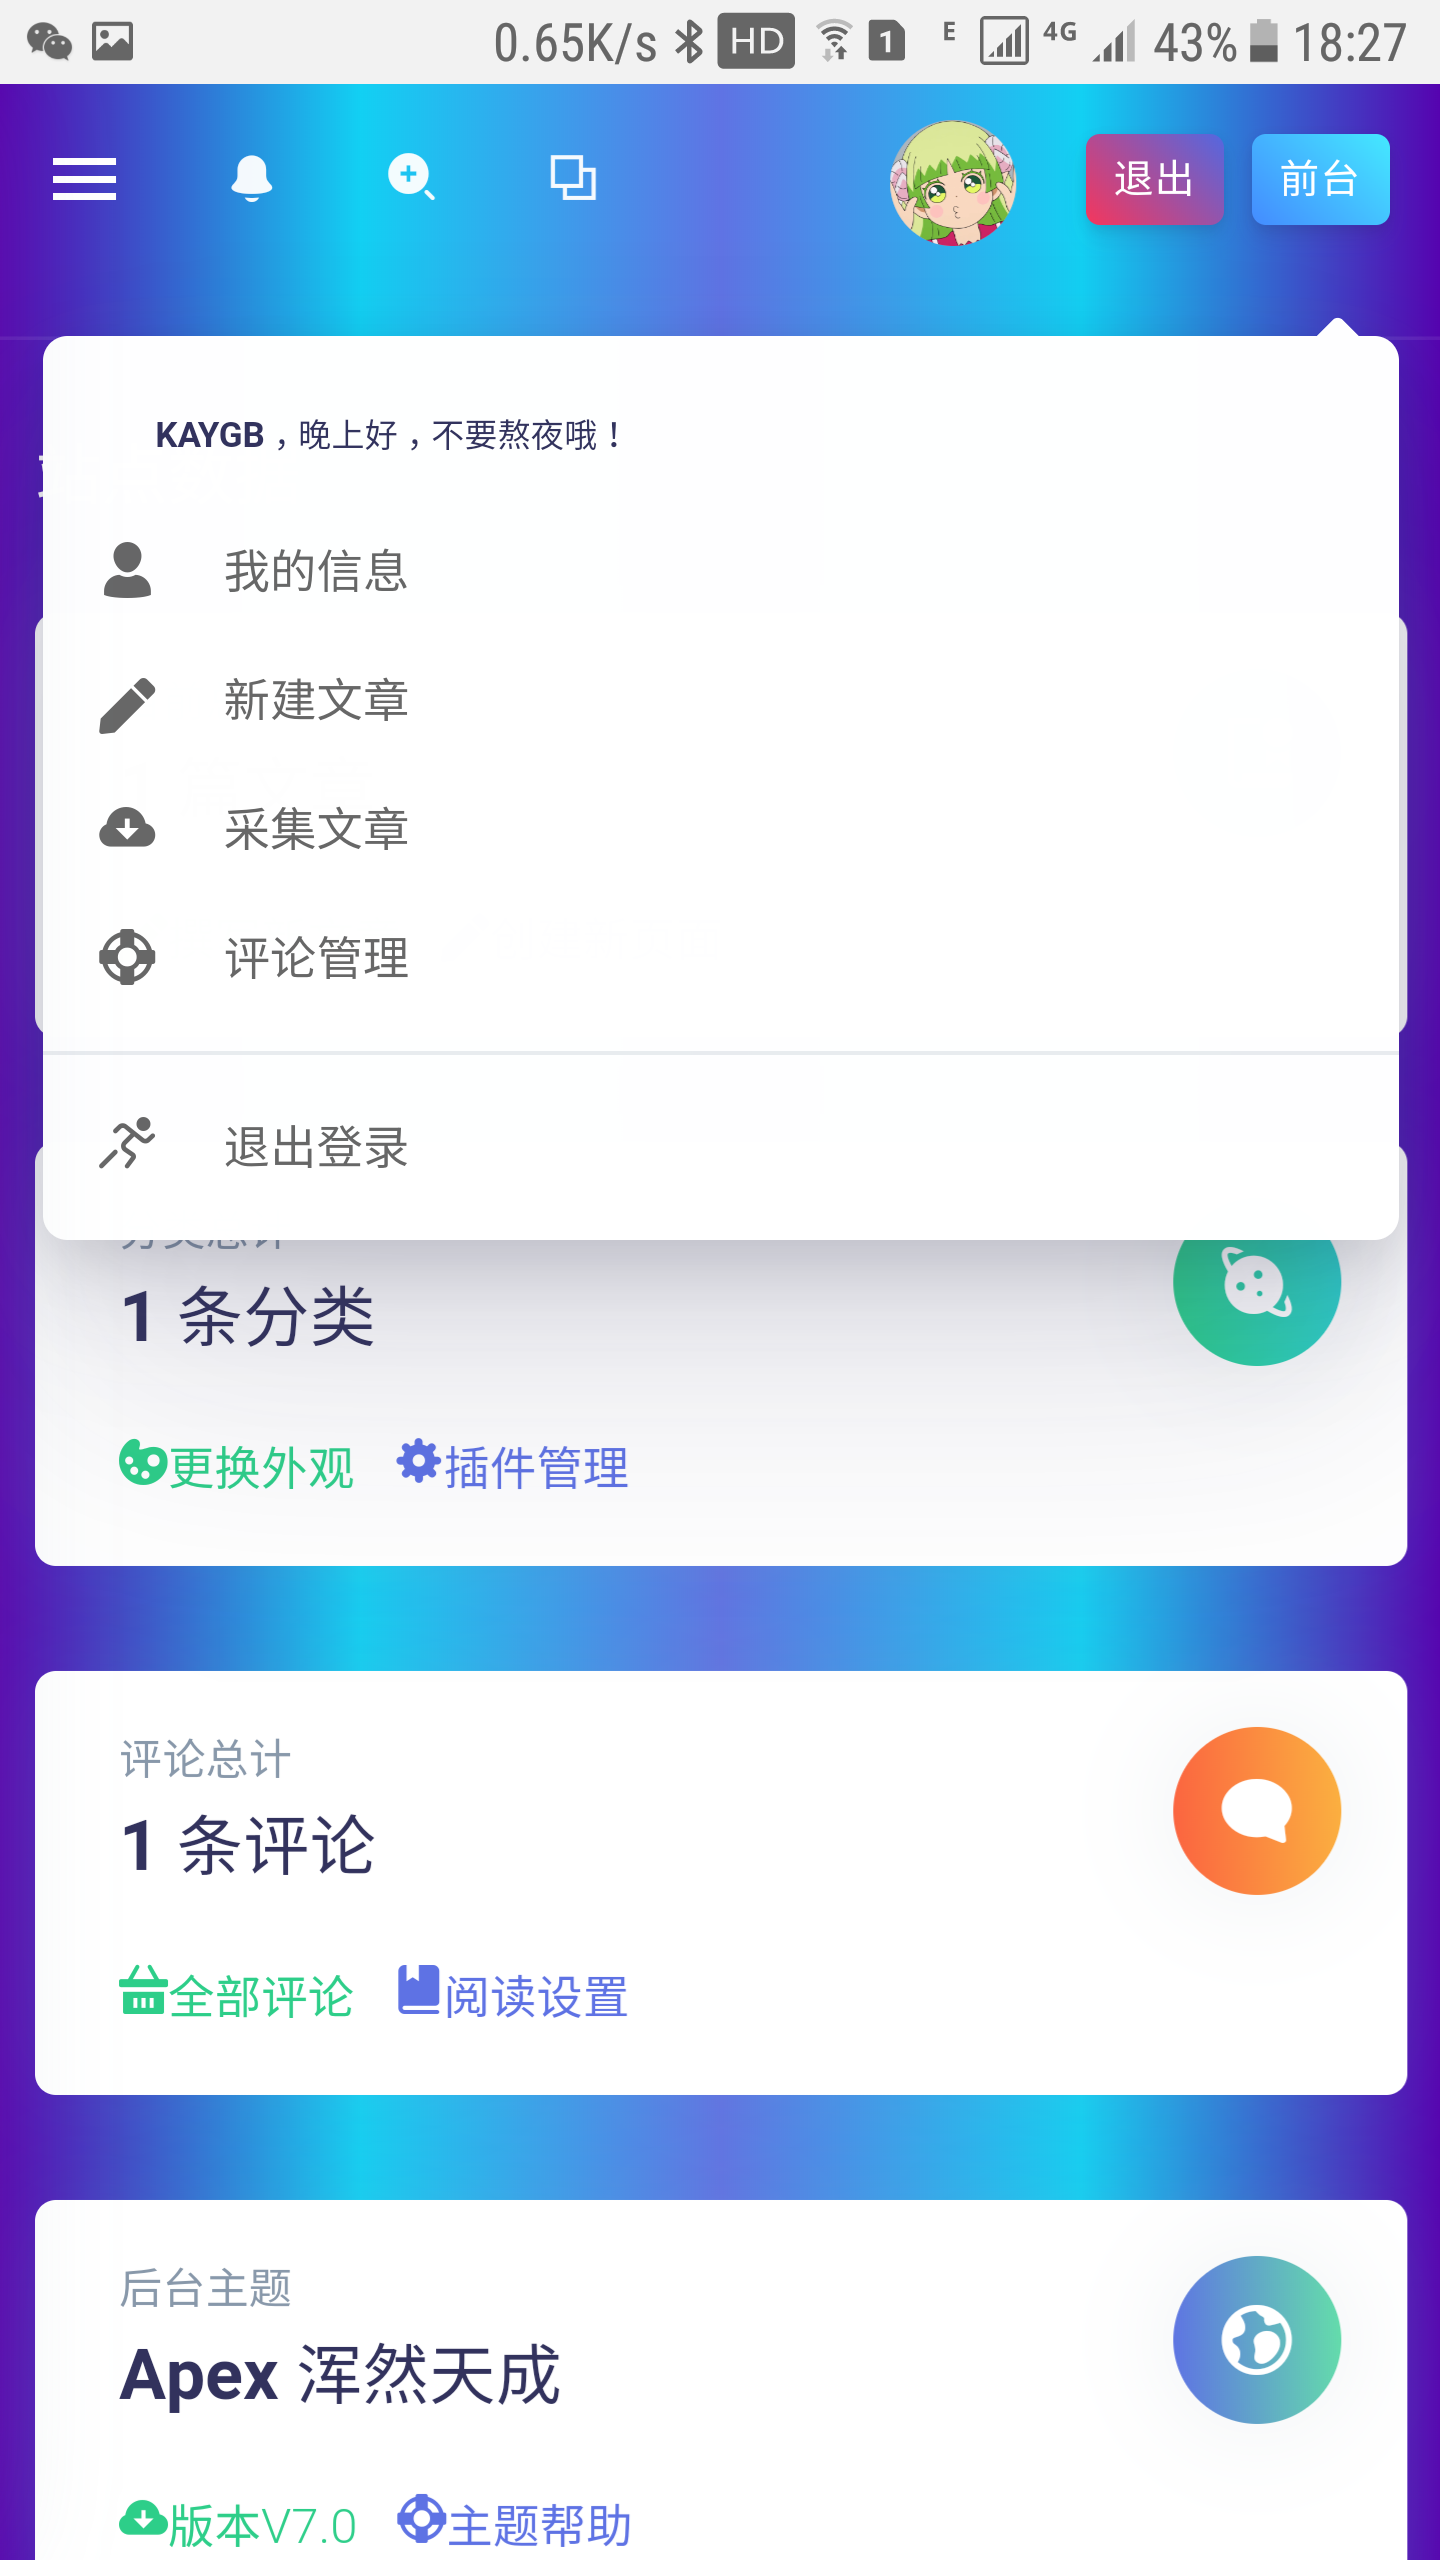 0.65K/s HD 1 E 4G 43% 18:27
退出 前台
KAYGB，晚上好，不要熬夜哦！
我的信息
新建文章
采集文章
评论管理
退出登录
分类总计
1 条分类
更换外观 插件管理
评论总计
1 条评论
全部评论 阅读设置
后台主题
Apex 浑然天成
版本V7.0 主题帮助